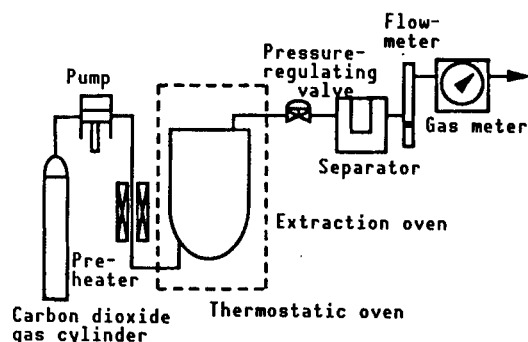 Flow-
meter
Pressure-
regulating
valve
Pump
Gas meter
Separator
Extraction oven
Pre-
heater
Thermostatic oven
Carbon dioxide
gas cylinder